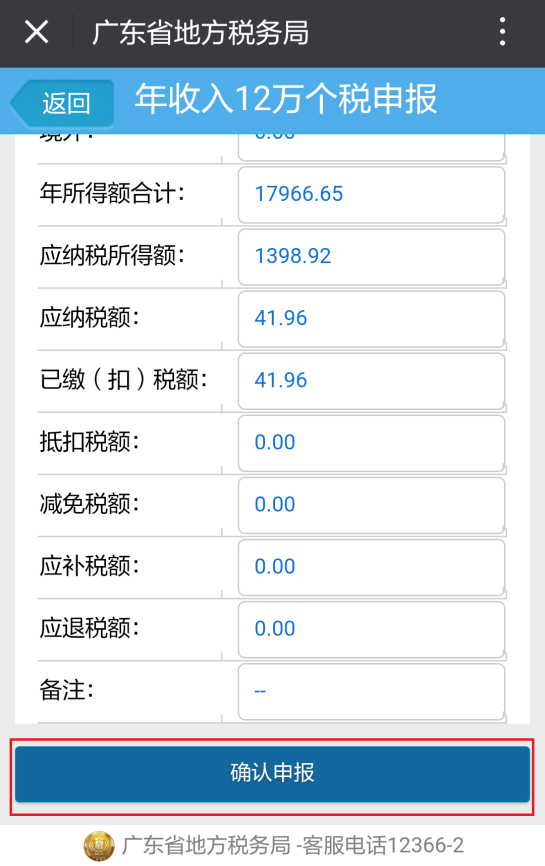 广东省地方税务局
返回 年收入12万个税申报
境外: 0.00
年所得额合计: 17966.65
应纳税所得额: 1398.92
应纳税额: 41.96
已缴（扣）税额: 41.96
抵扣税额: 0.00
减免税额: 0.00
应补税额: 0.00
应退税额: 0.00
备注: --
确认申报
广东省地方税务局 -客服电话12366-2